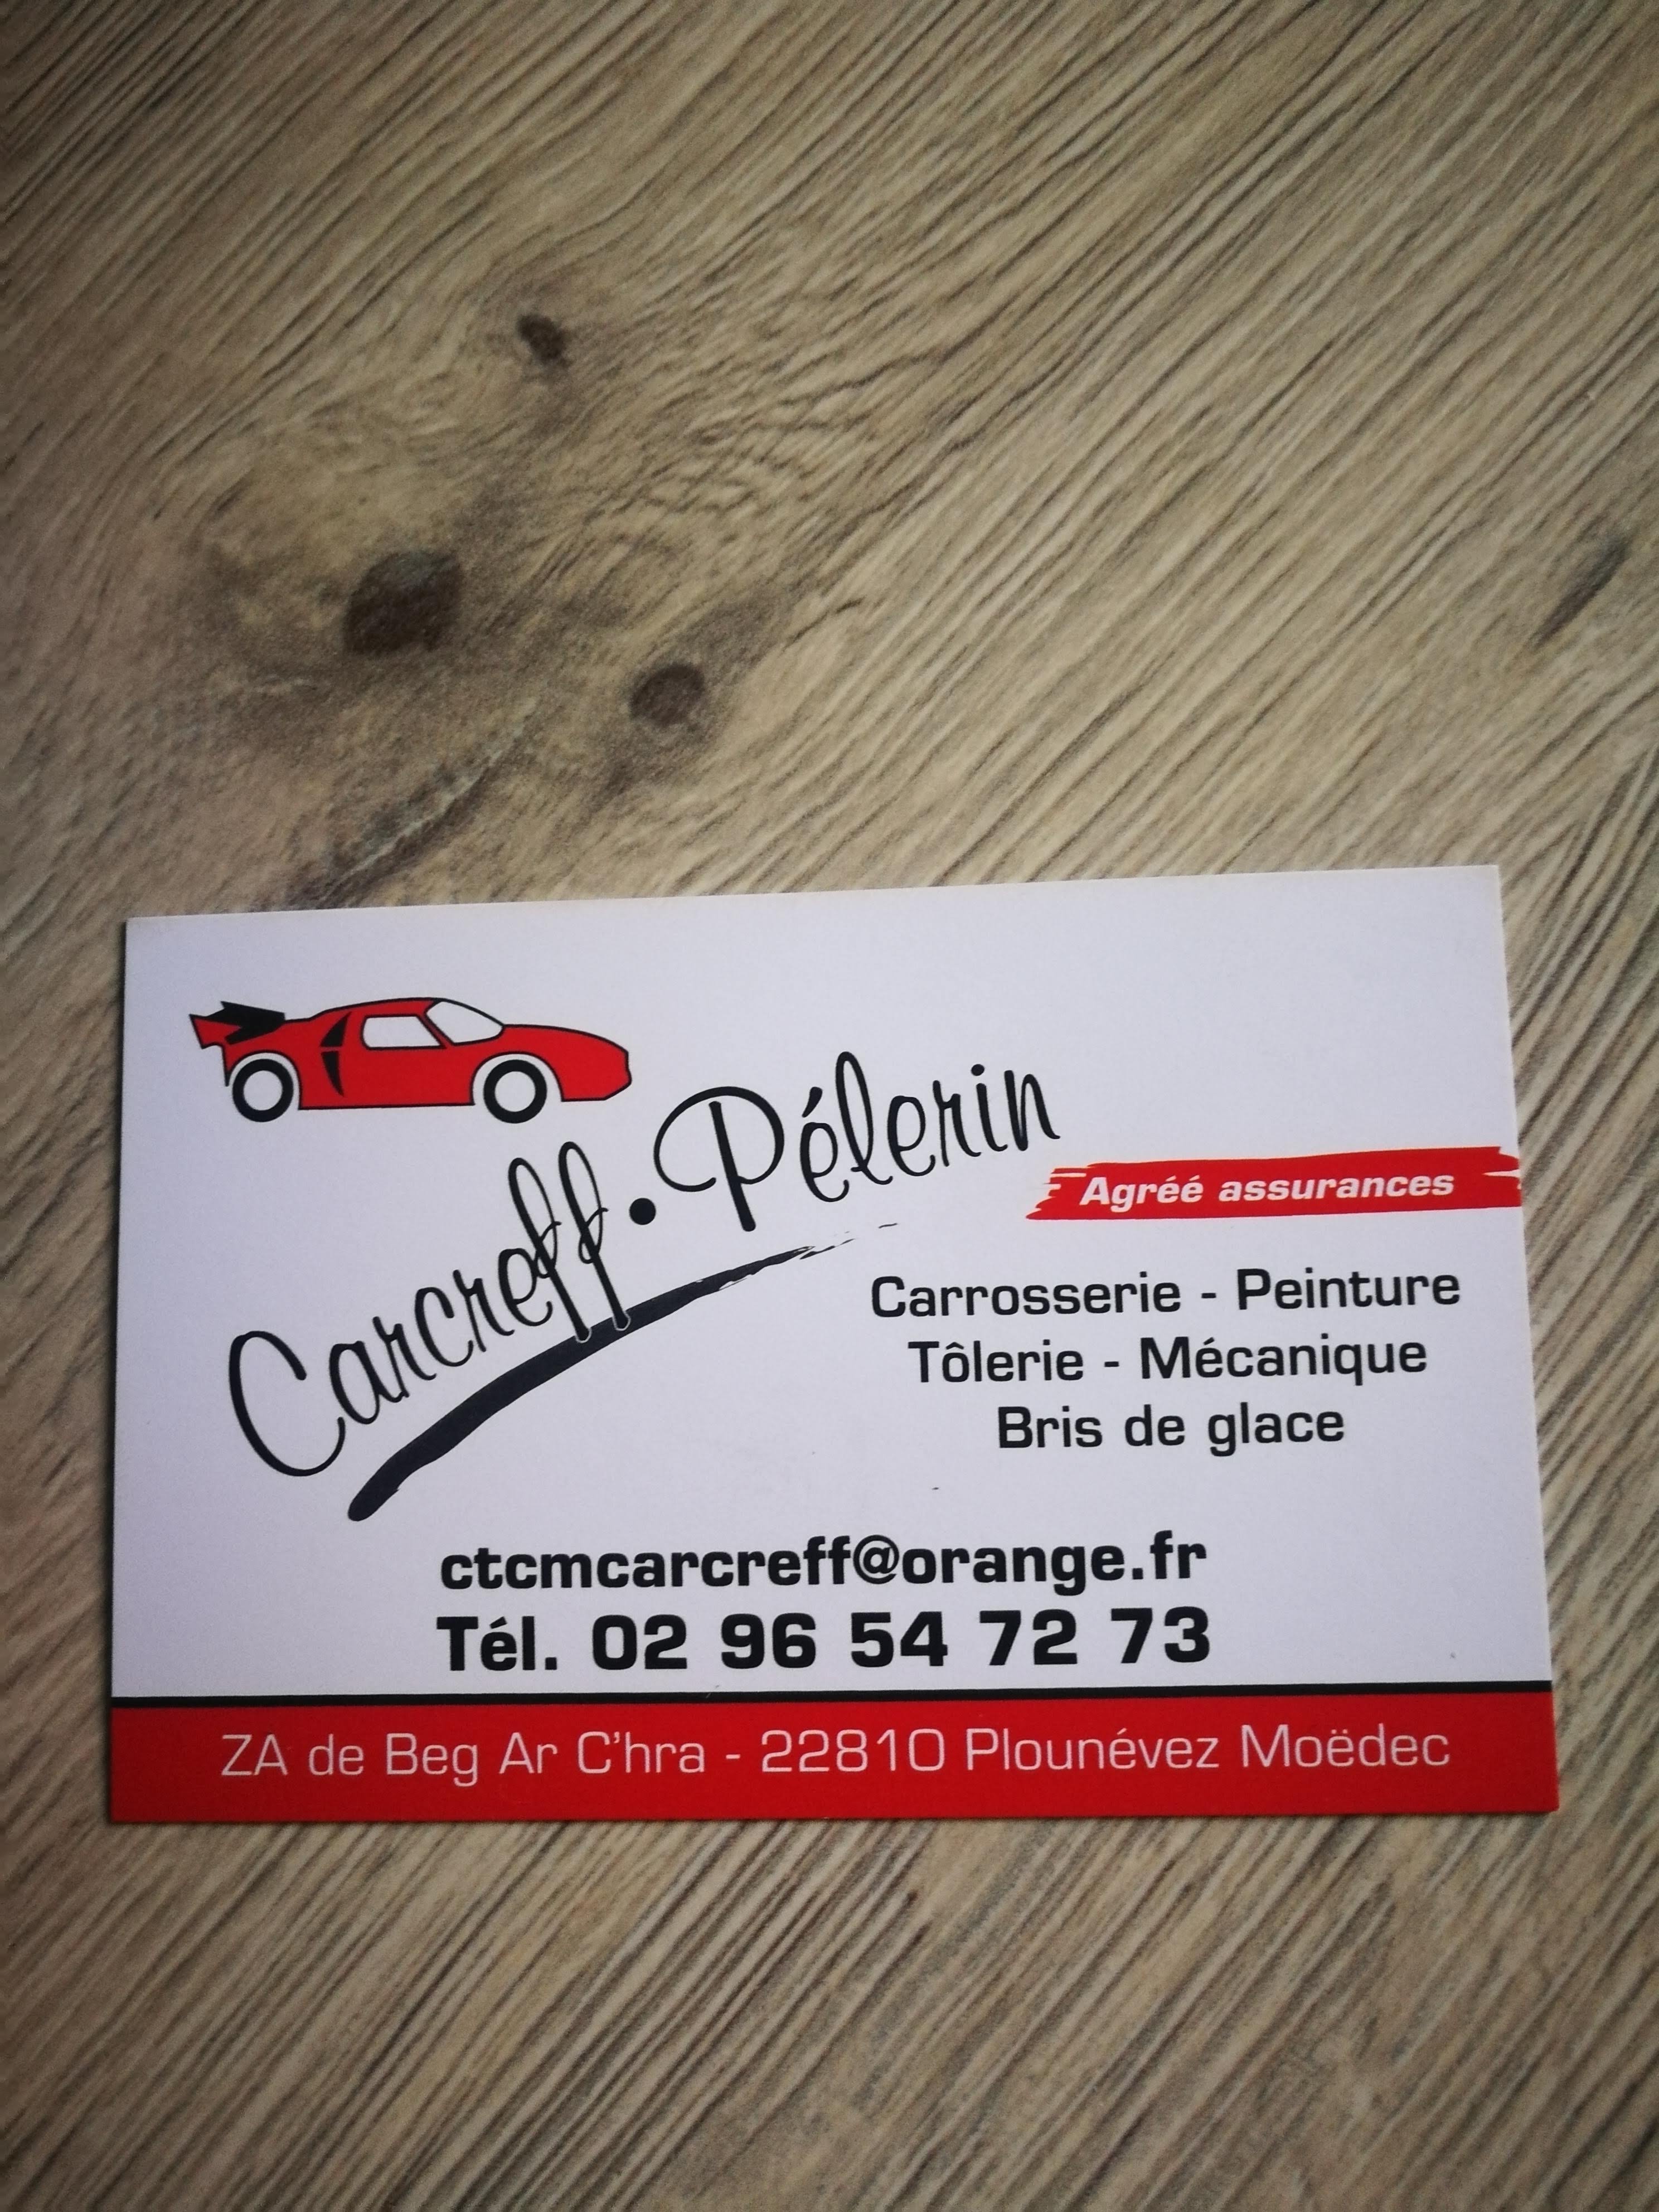 Carcreff • Pélerin
Agréé assurances
Carrosserie - Peinture
Tôlerie - Mécanique
Bris de glace
ctcmcarcreff@orange.fr
Tél. 02 96 54 72 73
ZA de Beg Ar C'hra - 22810 Plounévez Moëdec